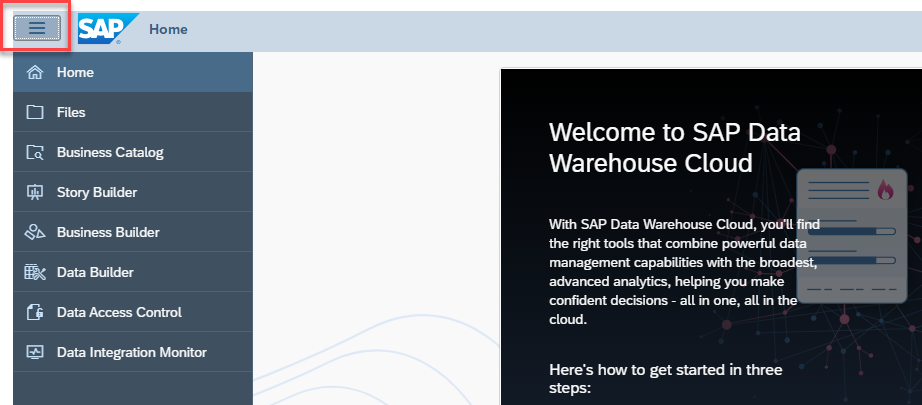 SAP
®
Home
Home
Files
Business Catalog
Story Builder
Business Builder
Data Builder
Data Access Control
Data Integration Monitor
Welcome to SAP Data
Warehouse Cloud
With SAP Data Warehouse Cloud, you'll find
the right tools that combine powerful data
management capabilities with the broadest,
advanced analytics, helping you make
confident decisions - all in one, all in the
cloud.
Here's how to get started in three
steps: